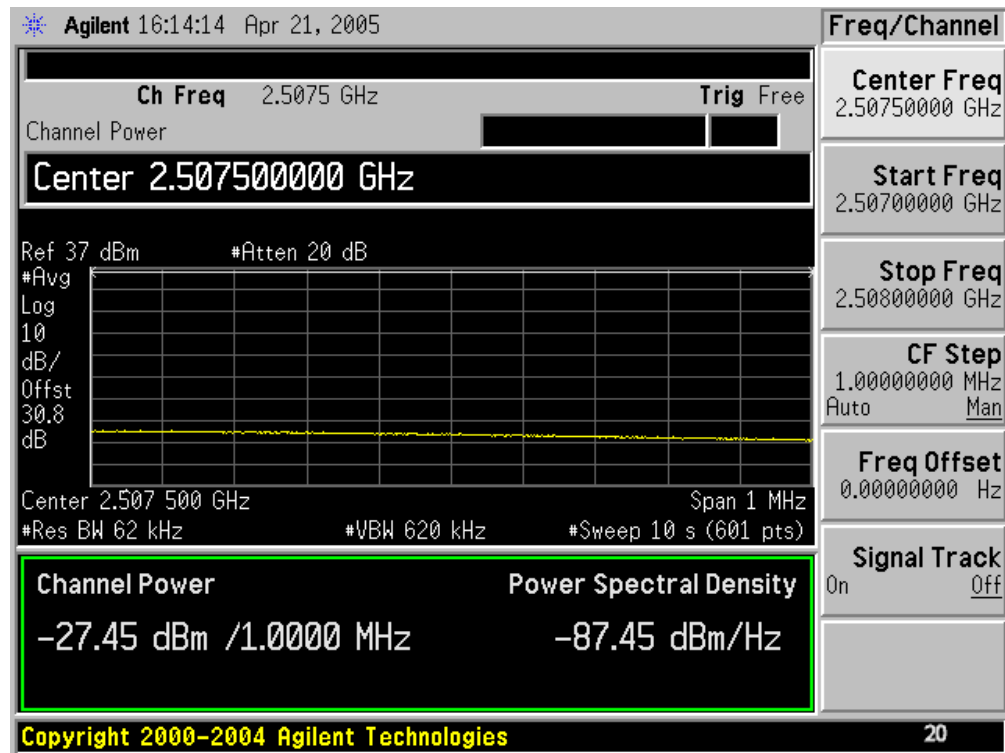 Agilent 16:14:14 Apr 21, 2005
Freq/Channel
Ch Freq 2.5075 GHz Trig Free
Channel Power
Center 2.507500000 GHz
Ref 37 dBm #Atten 20 dB
#Avg
Log
10
dB/
Offst
30.8
dB
Center 2.507 500 GHz Span 1 MHz
#Res BW 62 kHz #VBW 620 kHz #Sweep 10 s (601 pts)
Channel Power Power Spectral Density
-27.45 dBm /1.0000 MHz -87.45 dBm/Hz
Center Freq
2.50750000 GHz
Start Freq
2.50700000 GHz
Stop Freq
2.50800000 GHz
CF Step
1.00000000 MHz
Auto Man
Freq Offset
0.00000000 Hz
Signal Track
On Off
Copyright 2000-2004 Agilent Technologies 20